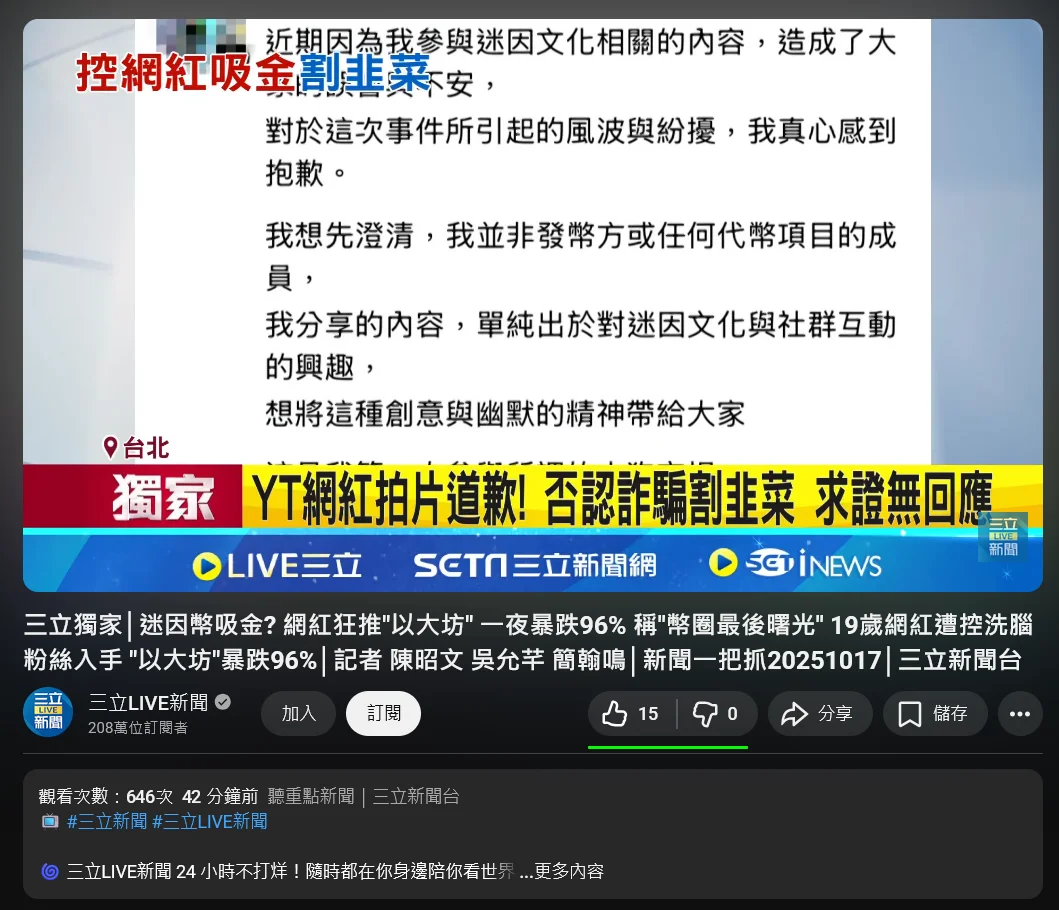 近期因為我參與迷因文化相關的內容，造成了大
控網紅吸金割韭菜
不安，
對於這次事件所引起的風波與紛擾，我真心感到
抱歉。
我想先澄清，我並非發幣方或任何代幣項目的成
員，
我分享的內容，單純出於對迷因文化與社群互動
的興趣，
想將這種創意與幽默的精神帶給大家
台北
獨家 YT網紅拍片道歉! 否認詐騙割韭菜 求證無回應
三立
LIVE
新聞
LIVE三立 SETN三立新聞網 SET iNEWS
三立獨家│迷因幣吸金? 網紅狂推"以大坊" 一夜暴跌96% 稱"幣圈最後曙光" 19歲網紅遭控洗腦
粉絲入手 "以大坊"暴跌96%│記者 陳昭文 吳允芊 簡翰鳴│新聞一把抓20251017│三立新聞台
三立
LIVE
新聞
三立LIVE新聞
208萬位訂閱者
加入
訂閱
15
0
分享
儲存
觀看次數：646次 42 分鐘前 聽重點新聞│三立新聞台
#三立新聞 #三立LIVE新聞
三立LIVE新聞 24 小時不打烊！隨時都在你身邊陪你看世界 ...更多內容